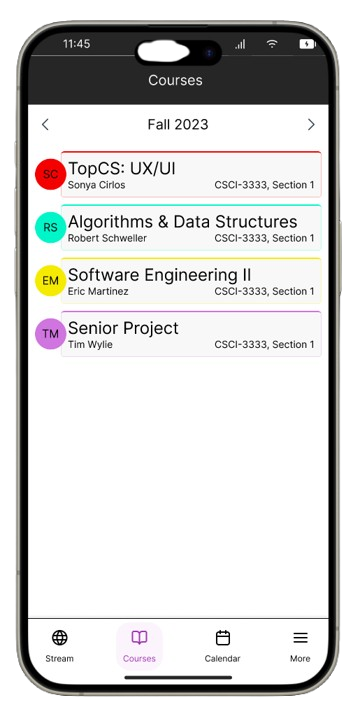 11:45
Courses
Fall 2023
SC
TopCS: UX/UI
Sonya Cirlos CSCI-3333, Section 1
RS
Algorithms & Data Structures
Robert Schweller CSCI-3333, Section 1
EM
Software Engineering II
Eric Martinez CSCI-3333, Section 1
TM
Senior Project
Tim Wylie CSCI-3333, Section 1
Stream Courses Calendar More